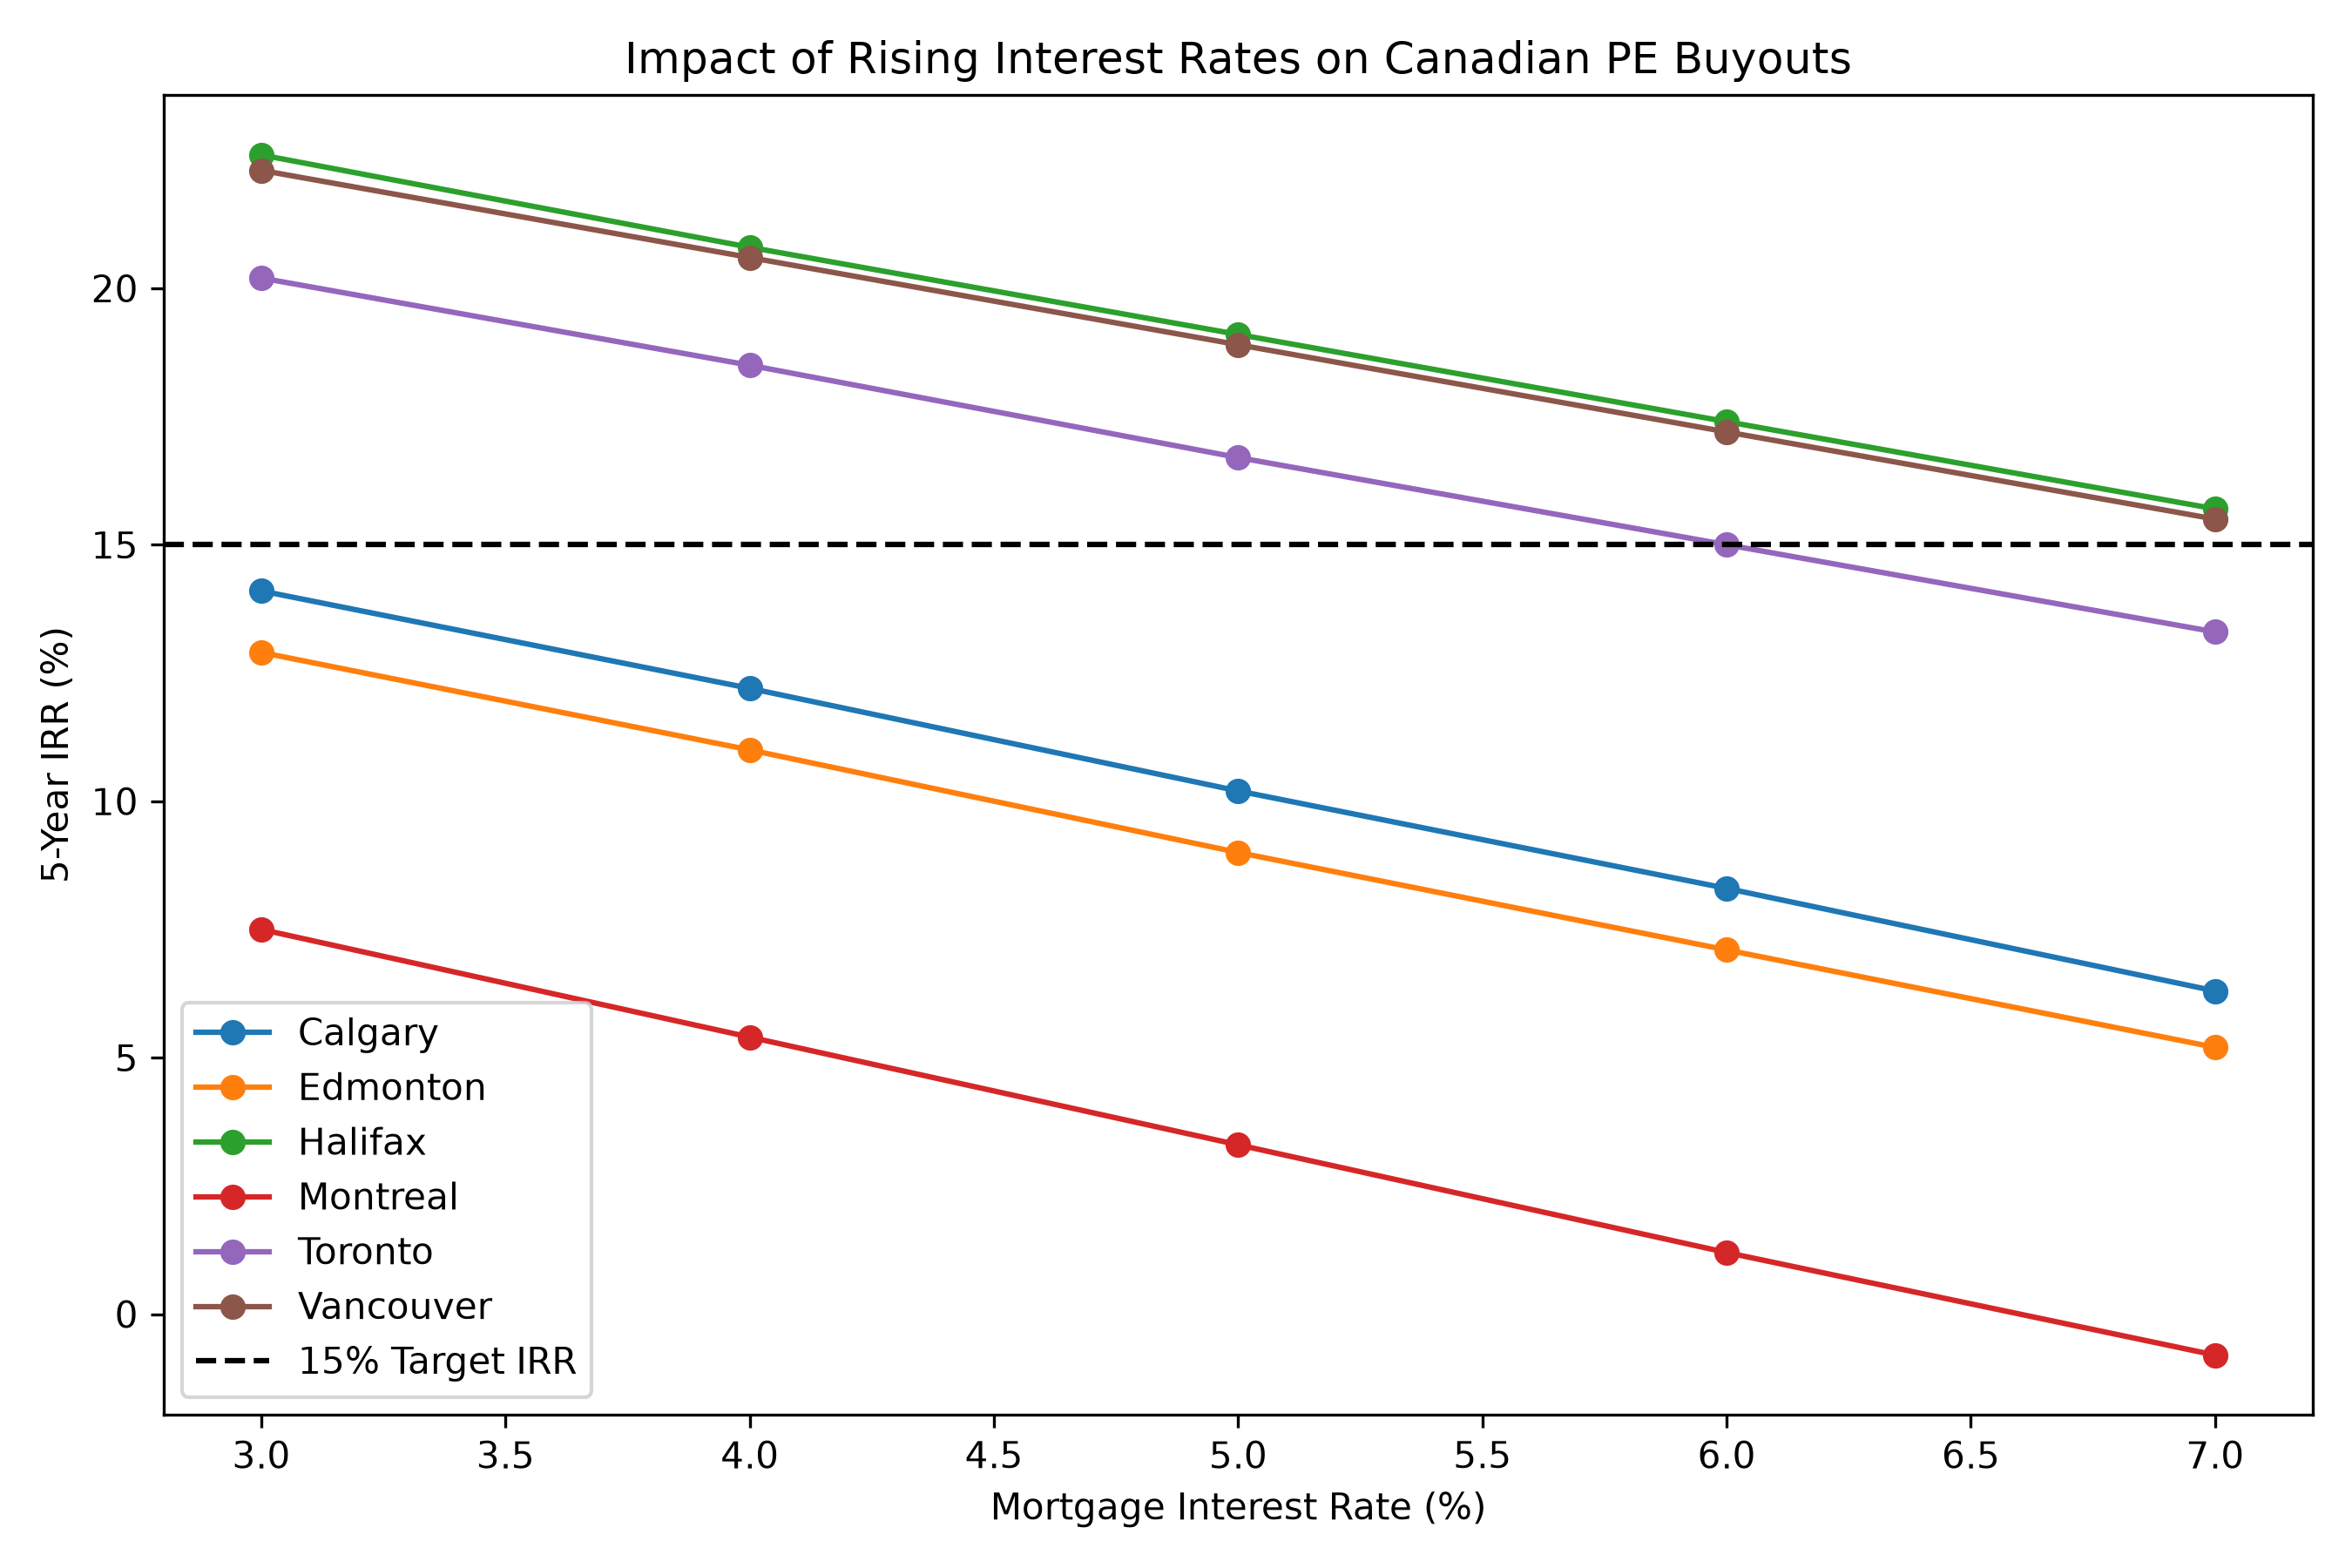 Impact of Rising Interest Rates on Canadian PE Buyouts
5-Year IRR (%)
20
15
10
5
0
Calgary
Edmonton
Halifax
Montreal
Toronto
Vancouver
15% Target IRR
3.0 3.5 4.0 4.5 5.0 5.5 6.0 6.5 7.0
Mortgage Interest Rate (%)